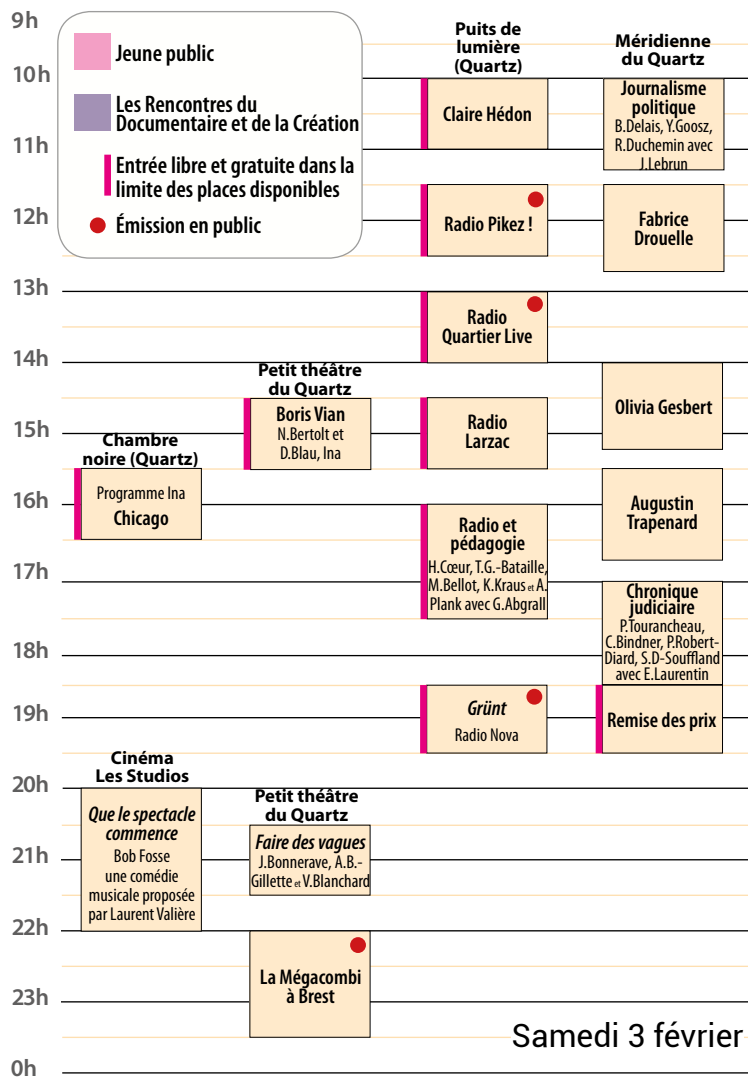 9h
10h
11h
12h
13h
14h
15h
16h
17h
18h
19h
20h
21h
22h
23h
0h
Jeune public
Les Rencontres du
Documentaire et de la Création
Entrée libre et gratuite dans la
limite des places disponibles
Émission en public
Chambre
noire (Quartz)
Programme Ina
Chicago
Cinéma
Les Studios
Que le spectacle
commence
Bob Fosse
une comédie
musicale proposée
par Laurent Valière
Petit théâtre
du Quartz
Boris Vian
N.Bertolt et
D.Blau, Ina
Petit théâtre
du Quartz
Faire des vagues
J.Bonnerave, A.B.-
Gillette et V.Blanchard
La Mégacombi
à Brest
Puits de
lumière
(Quartz)
Claire Hédon
Radio Pikez !
Radio
Quartier Live
Radio
Larzac
Radio et
pédagogie
H.Cœur, T.G.-Bataille,
M.Bellot, K.Kraus et A.
Plank avec G.Abgrall
Grünt
Radio Nova
Méridienne
du Quartz
Journalisme
politique
B.Delais, Y.Goosz,
R.Duchemin avec
J.Lebrun
Fabrice
Drouelle
Olivia Gesbert
Augustin
Trapenard
Chronique
judiciaire
P.Tourancheau,
C.Bindner, P.Robert-
Diard, S.D-Souffland
avec E.Laurentin
Remise des prix
Samedi 3 février